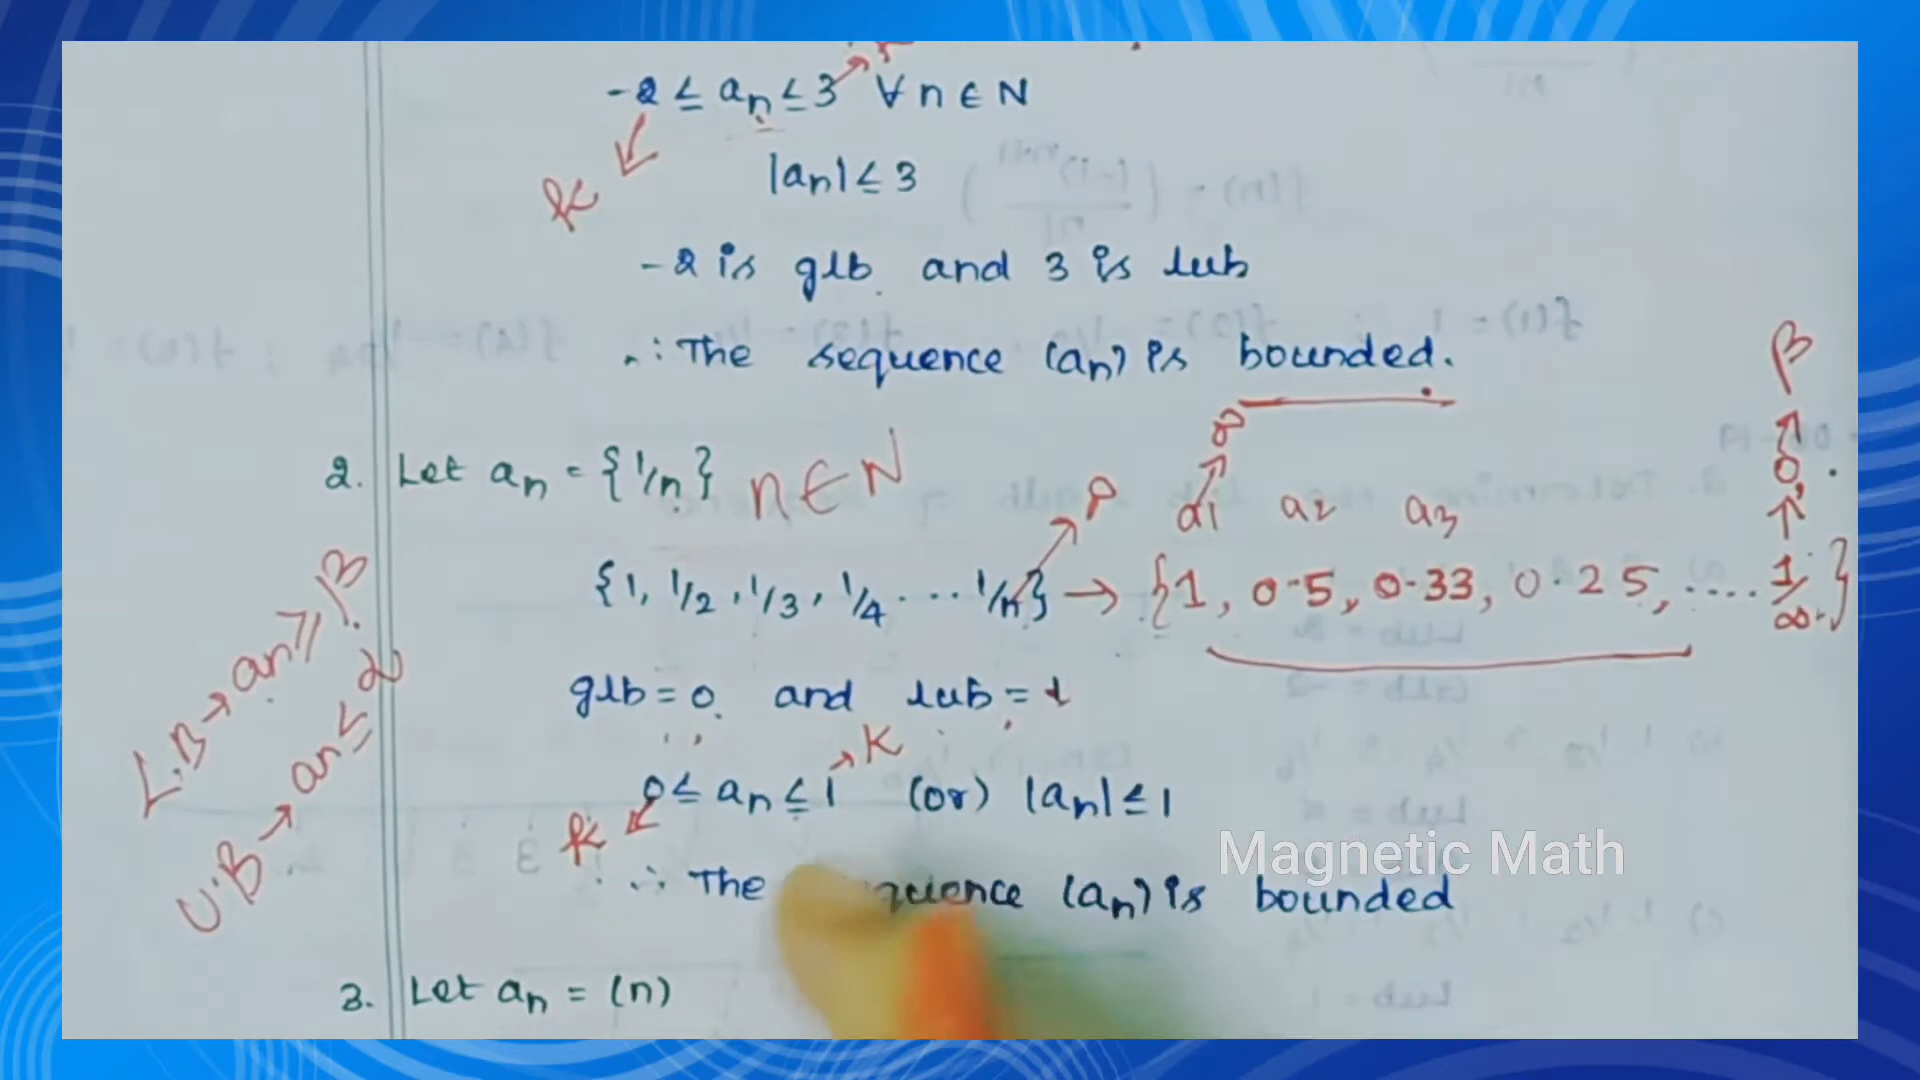 -2 ≤ an ≤ 3 ∀ n ∈ N
k
|an| ≤ 3
-2 is glb and 3 is lub
∴ The sequence (an) is bounded.
β
2. Let an = {1/n} n ∈ N
0
a1 a2 a3
{1, 1/2, 1/3, 1/4 .... 1/n} → {1, 0.5, 0.33, 0.25, .... 1/∞.}
L.B → an ≥ β
U.B → an ≤ α
glb = 0 and lub = 1
K
0 ≤ an ≤ 1 (or) |an| ≤ 1
k
Magnetic Math
∴ The quence (an) is bounded
3. Let an = (n)